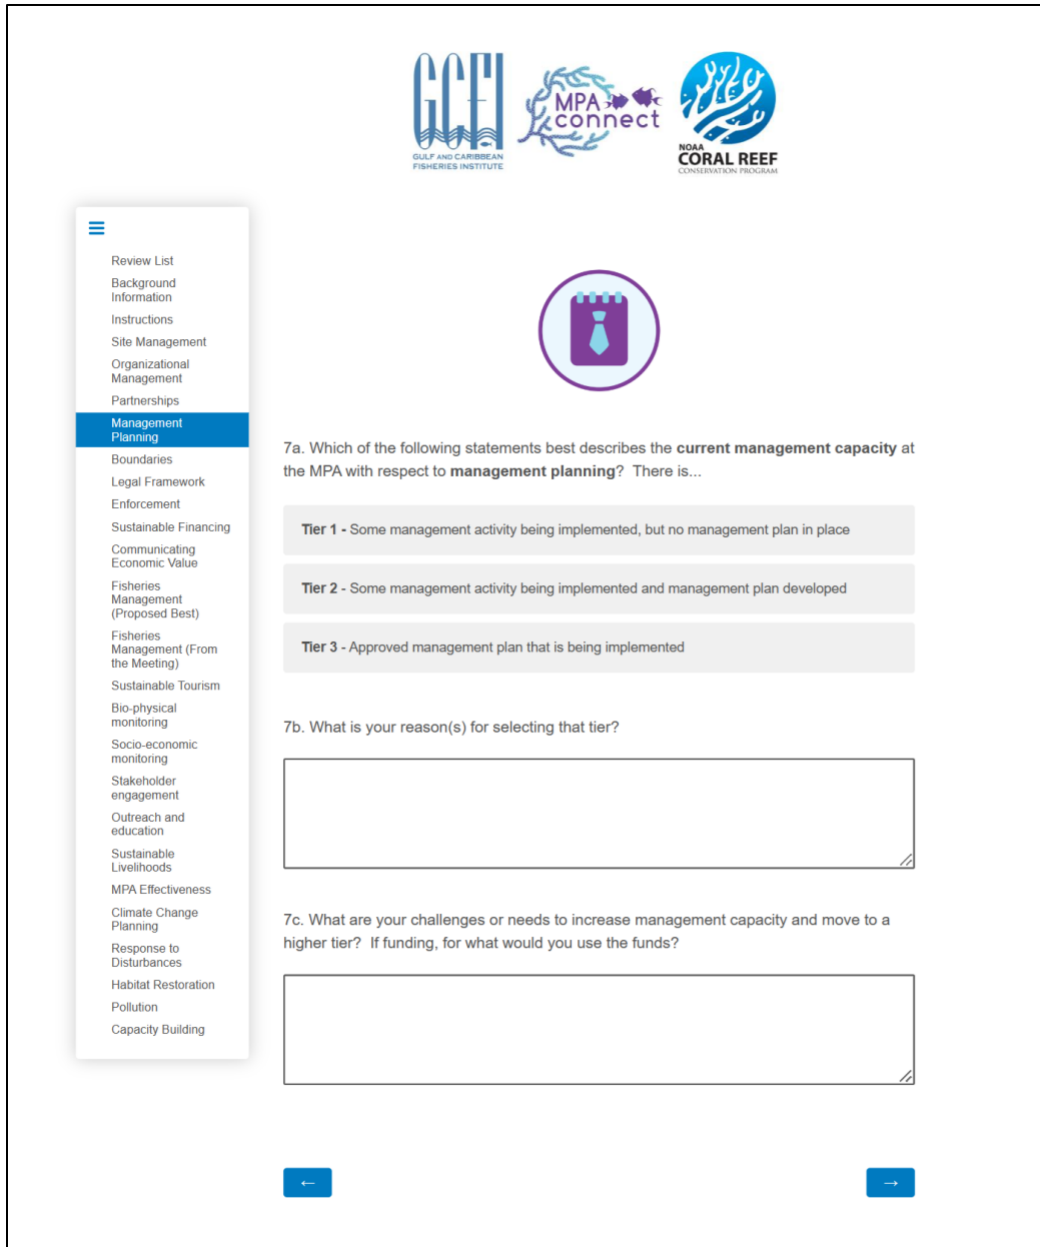 GCFI
GULF AND CARIBBEAN
FISHERIES INSTITUTE
MPA
connect
NOAA
CORAL REEF
CONSERVATION PROGRAM
Review List
Background
Information
Instructions
Site Management
Organizational
Management
Partnerships
Management
Planning
Boundaries
Legal Framework
Enforcement
Sustainable Financing
Communicating
Economic Value
Fisheries
Management
(Proposed Best)
Fisheries
Management (From
the Meeting)
Sustainable Tourism
Bio-physical
monitoring
Socio-economic
monitoring
Stakeholder
engagement
Outreach and
education
Sustainable
Livelihoods
MPA Effectiveness
Climate Change
Planning
Response to
Disturbances
Habitat Restoration
Pollution
Capacity Building
7a. Which of the following statements best describes the current management capacity at
the MPA with respect to management planning? There is...
Tier 1 - Some management activity being implemented, but no management plan in place
Tier 2 - Some management activity being implemented and management plan developed
Tier 3 - Approved management plan that is being implemented
7b. What is your reason(s) for selecting that tier?
7c. What are your challenges or needs to increase management capacity and move to a
higher tier? If funding, for what would you use the funds?
← →